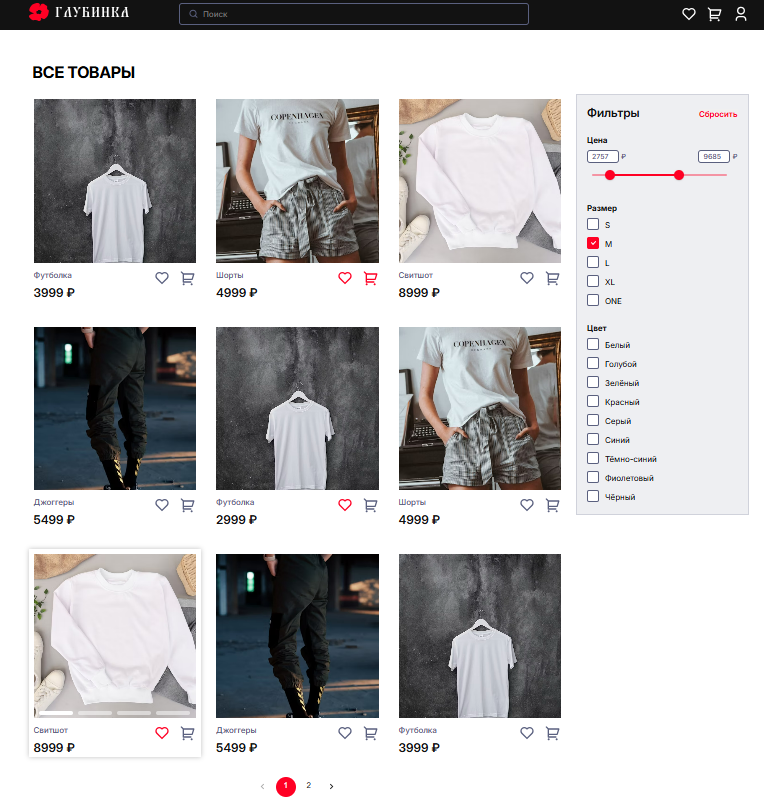 ГЛУБИНКА
Поиск
ВСЕ ТОВАРЫ
COPENHAGEN
Футболка
3999 ₽
Шорты
4999 ₽
Свитшот
8999 ₽
COPENHAGEN
Джоггеры
5499 ₽
Футболка
2999 ₽
Шорты
4999 ₽
Свитшот
8999 ₽
Джоггеры
5499 ₽
Футболка
3999 ₽
‹ 1 2 ›
Фильтры
Сбросить
Цена
2757 ₽ 9685 ₽
Размер
S
M
L
XL
ONE
Цвет
Белый
Голубой
Зелёный
Красный
Серый
Синий
Тёмно-синий
Фиолетовый
Чёрный